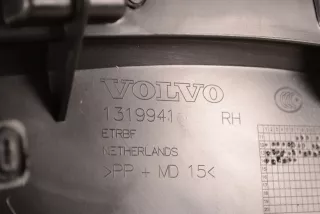 VOLVO
1319941 RH
ETRBF
NETHERLANDS
>PP + MD 15<